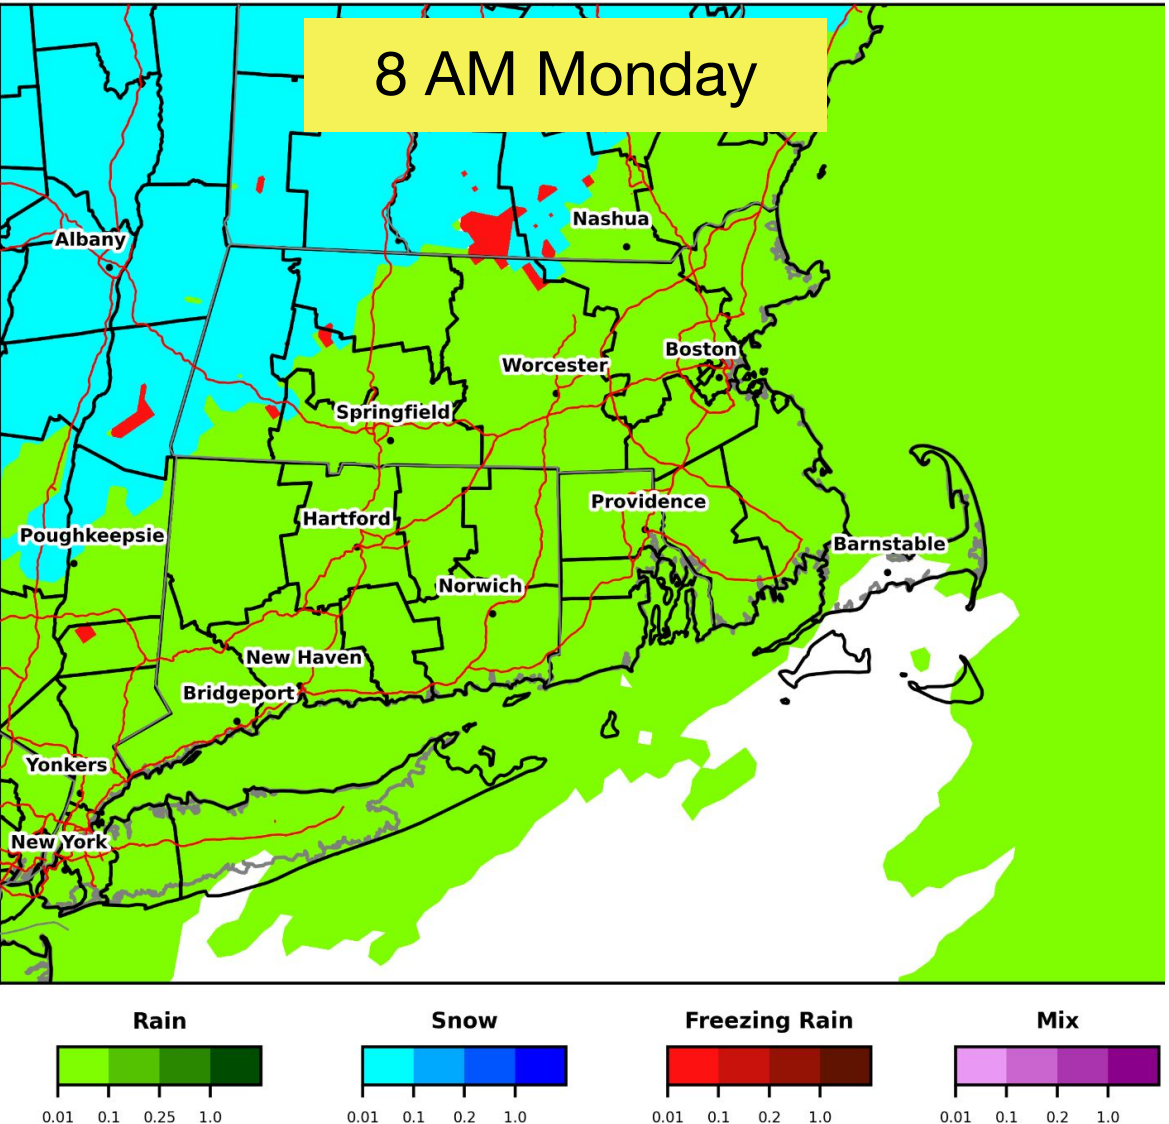 8 AM Monday
Nashua
Albany
Boston
Worcester
Springfield
Providence
Hartford
Poughkeepsie
Barnstable
Norwich
New Haven
Bridgeport
Yonkers
New York
Rain Snow Freezing Rain Mix
0.01 0.1 0.25 1.0 0.01 0.1 0.2 1.0 0.01 0.1 0.2 1.0 0.01 0.1 0.2 1.0